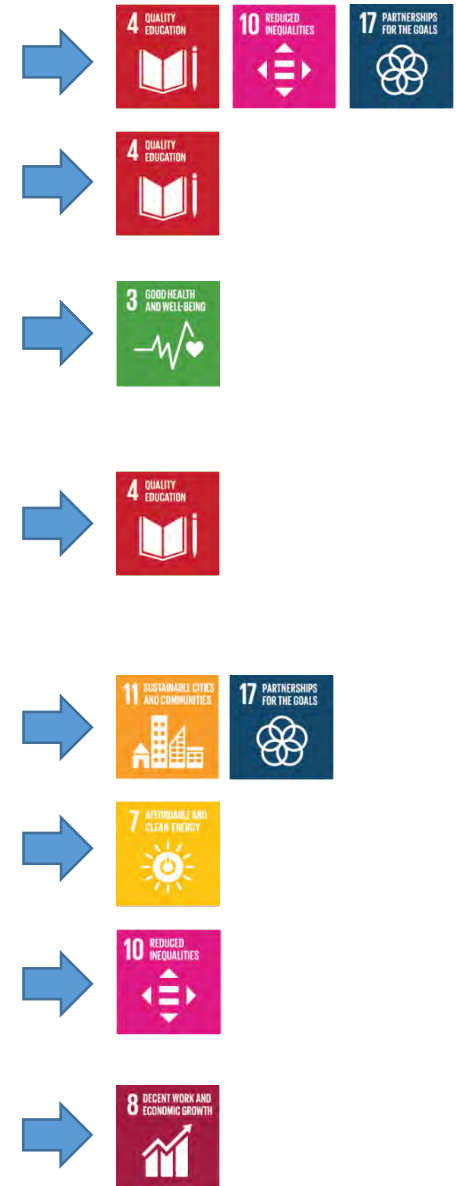 4 QUALITY
EDUCATION
10 REDUCED
INEQUALITIES
17 PARTNERSHIPS
FOR THE GOALS
4 QUALITY
EDUCATION
3 GOOD HEALTH
AND WELL-BEING
4 QUALITY
EDUCATION
11 SUSTAINABLE CITIES
AND COMMUNITIES
17 PARTNERSHIPS
FOR THE GOALS
7 AFFORDABLE AND
CLEAN ENERGY
10 REDUCED
INEQUALITIES
8 DECENT WORK AND
ECONOMIC GROWTH